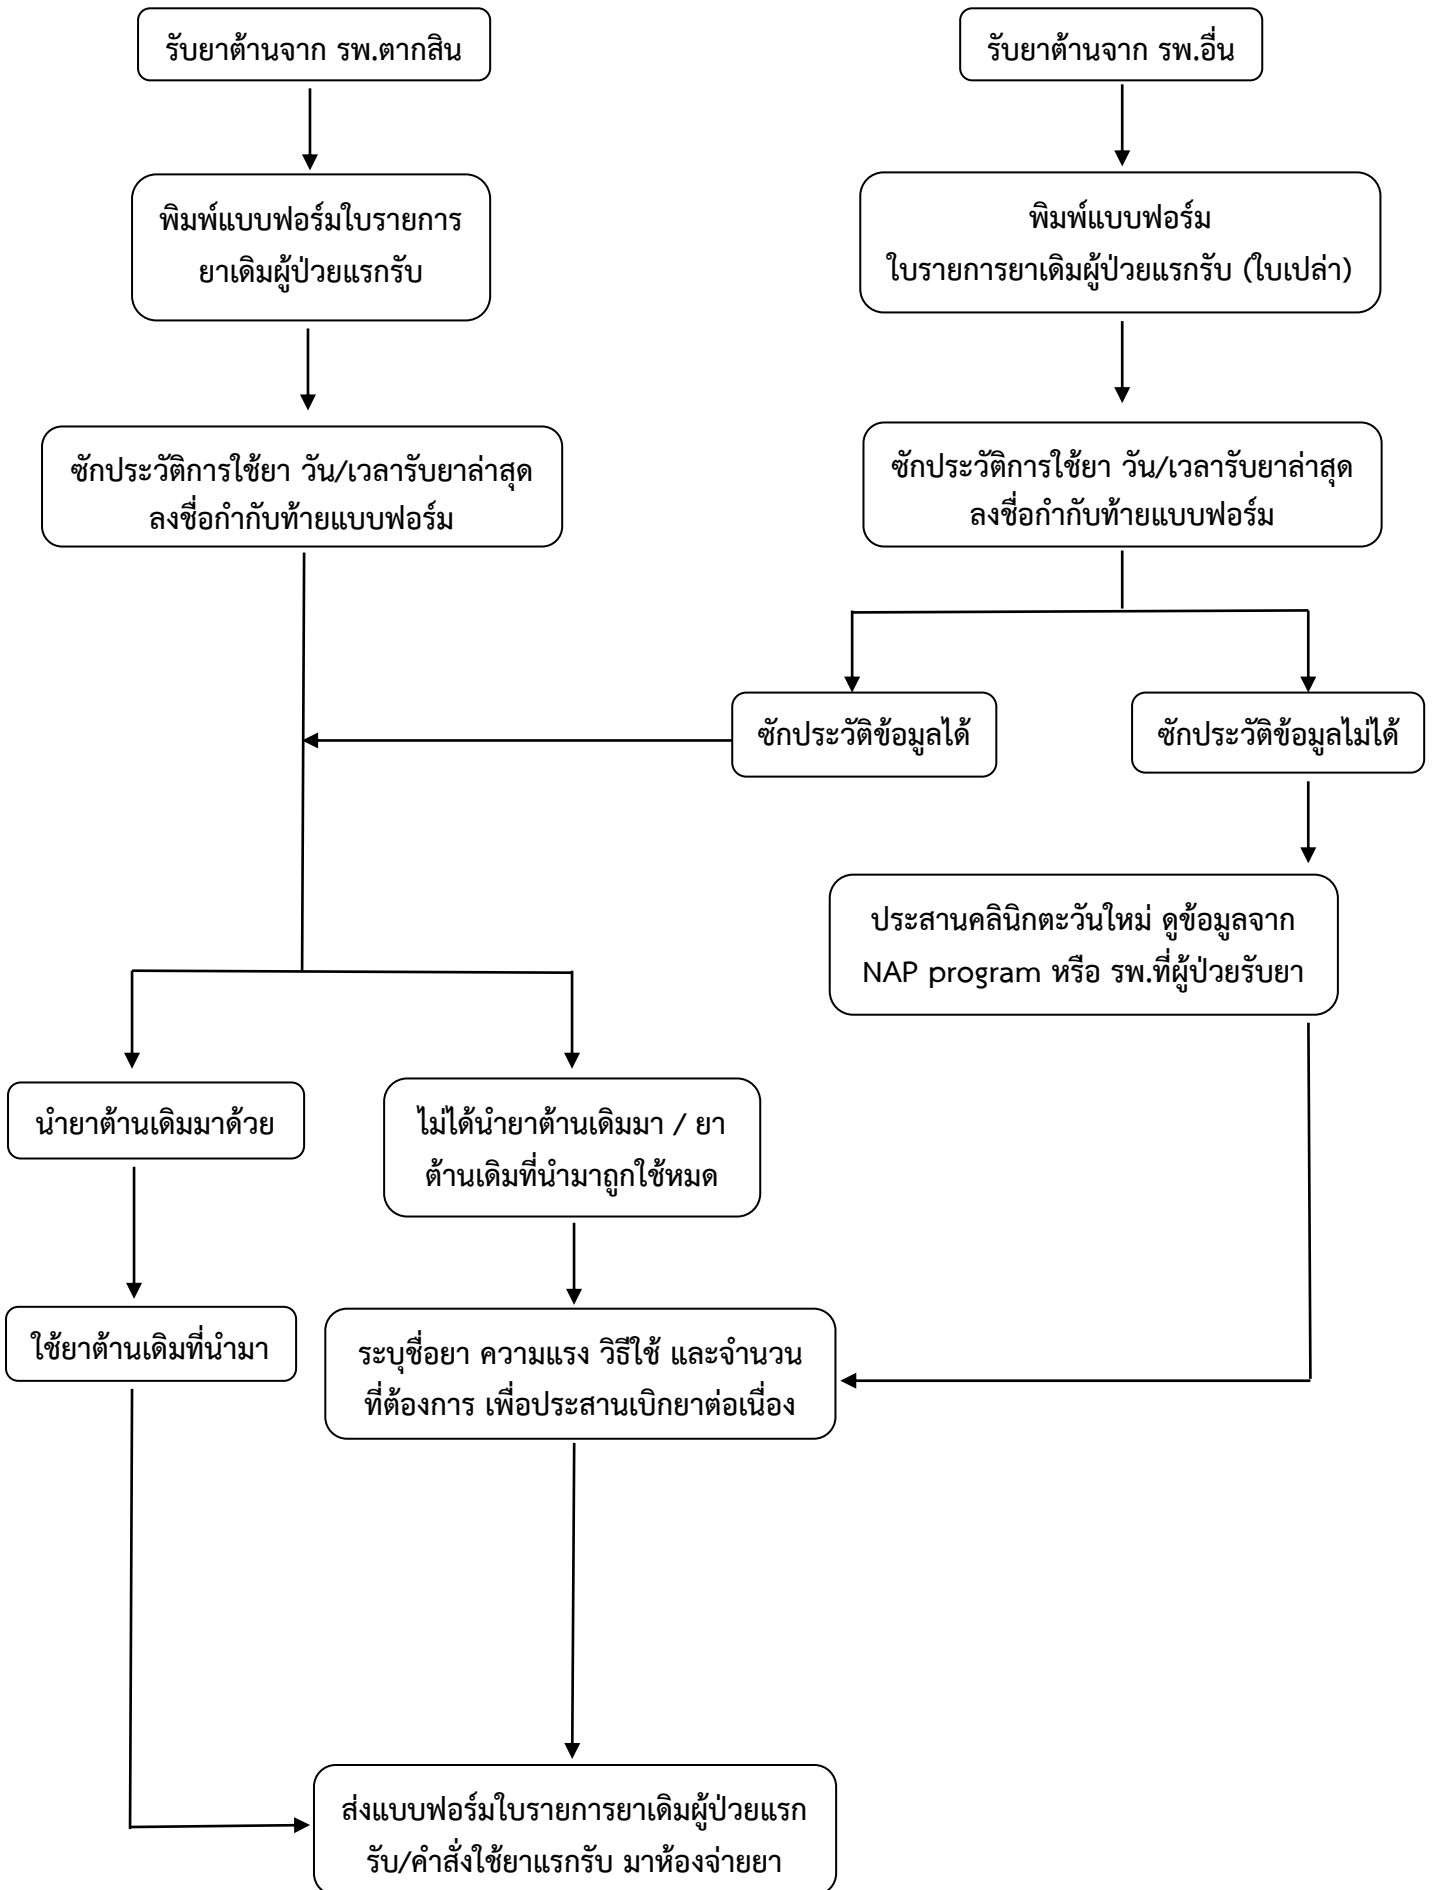 รับยาต้านจาก รพ.ตากสิน
รับยาต้านจาก รพ.อื่น
พิมพ์แบบฟอร์มใบรายการ
ยาเดิมผู้ป่วยแรกรับ
พิมพ์แบบฟอร์ม
ใบรายการยาเดิมผู้ป่วยแรกรับ (ใบเปล่า)
ซักประวัติการใช้ยา วัน/เวลารับยาล่าสุด
ลงชื่อกำกับท้ายแบบฟอร์ม
ซักประวัติการใช้ยา วัน/เวลารับยาล่าสุด
ลงชื่อกำกับท้ายแบบฟอร์ม
ซักประวัติข้อมูลได้
ซักประวัติข้อมูลไม่ได้
ประสานคลินิกตะวันใหม่ ดูข้อมูลจาก
NAP program หรือ รพ.ที่ผู้ป่วยรับยา
นำยาต้านเดิมมาด้วย
ไม่ได้นำยาต้านเดิมมา / ยา
ต้านเดิมที่นำมาถูกใช้หมด
ใช้ยาต้านเดิมที่นำมา
ระบุชื่อยา ความแรง วิธีใช้ และจำนวน
ที่ต้องการ เพื่อประสานเบิกยาต่อเนื่อง
ส่งแบบฟอร์มใบรายการยาเดิมผู้ป่วยแรก
รับ/คำสั่งใช้ยาแรกรับ มาห้องจ่ายยา